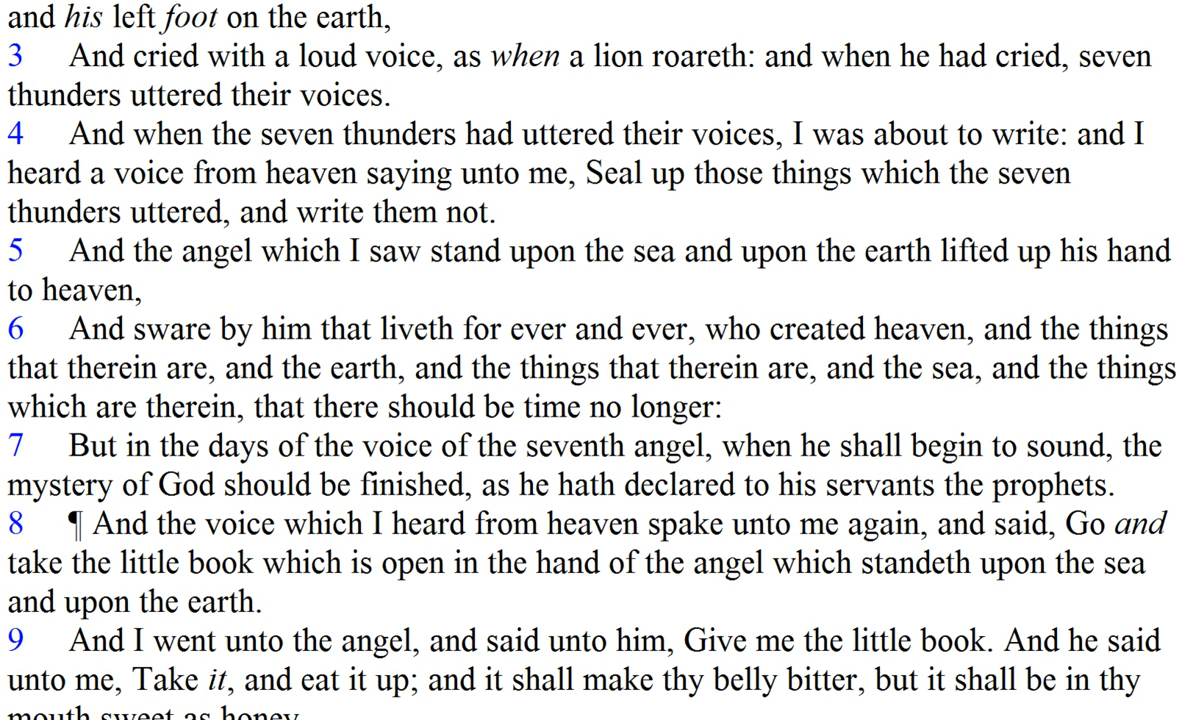 and his left foot on the earth,
3 And cried with a loud voice, as when a lion roareth: and when he had cried, seven
thunders uttered their voices.
4 And when the seven thunders had uttered their voices, I was about to write: and I
heard a voice from heaven saying unto me, Seal up those things which the seven
thunders uttered, and write them not.
5 And the angel which I saw stand upon the sea and upon the earth lifted up his hand
to heaven,
6 And sware by him that liveth for ever and ever, who created heaven, and the things
that therein are, and the earth, and the things that therein are, and the sea, and the things
which are therein, that there should be time no longer:
7 But in the days of the voice of the seventh angel, when he shall begin to sound, the
mystery of God should be finished, as he hath declared to his servants the prophets.
8 ¶ And the voice which I heard from heaven spake unto me again, and said, Go and
take the little book which is open in the hand of the angel which standeth upon the sea
and upon the earth.
9 And I went unto the angel, and said unto him, Give me the little book. And he said
unto me, Take it, and eat it up; and it shall make thy belly bitter, but it shall be in thy
mouth sweet as honey